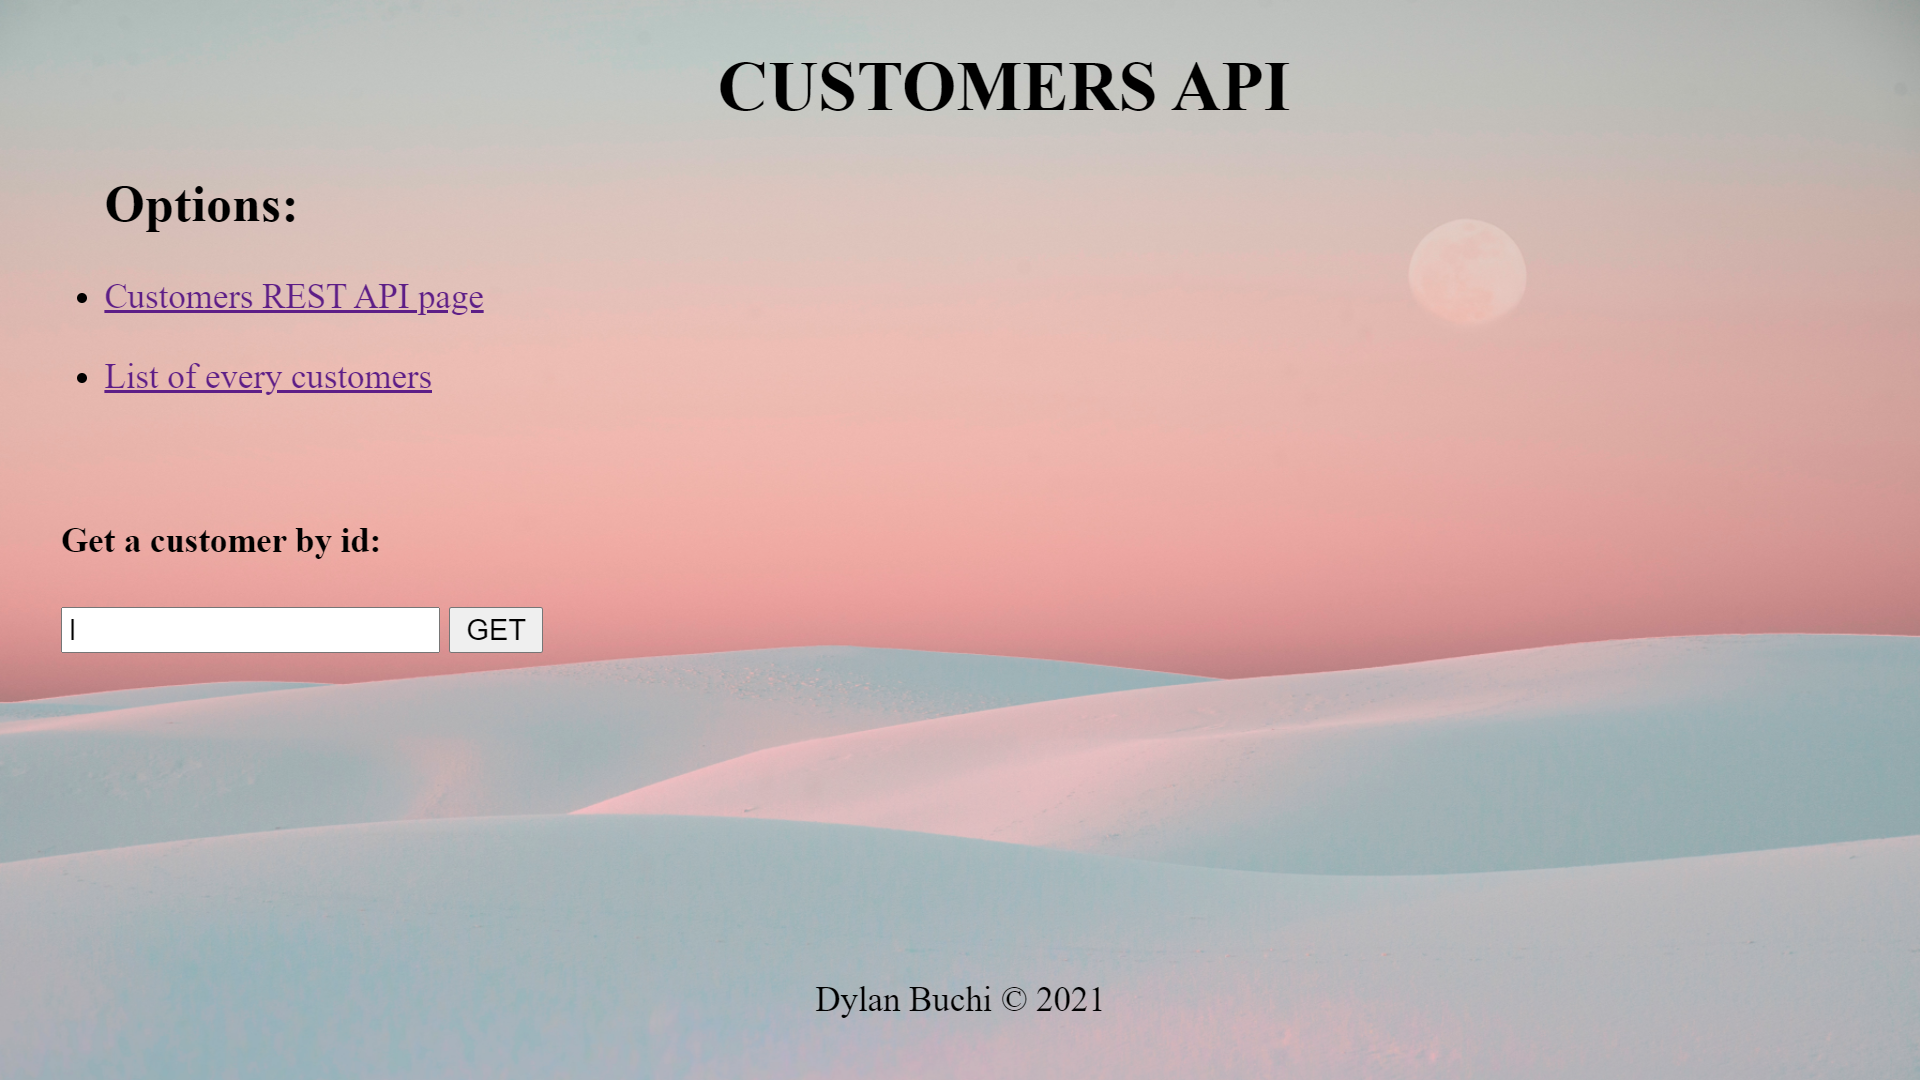 CUSTOMERS API
Options:
Customers REST API page
List of every customers
Get a customer by id:
GET
Dylan Buchi © 2021